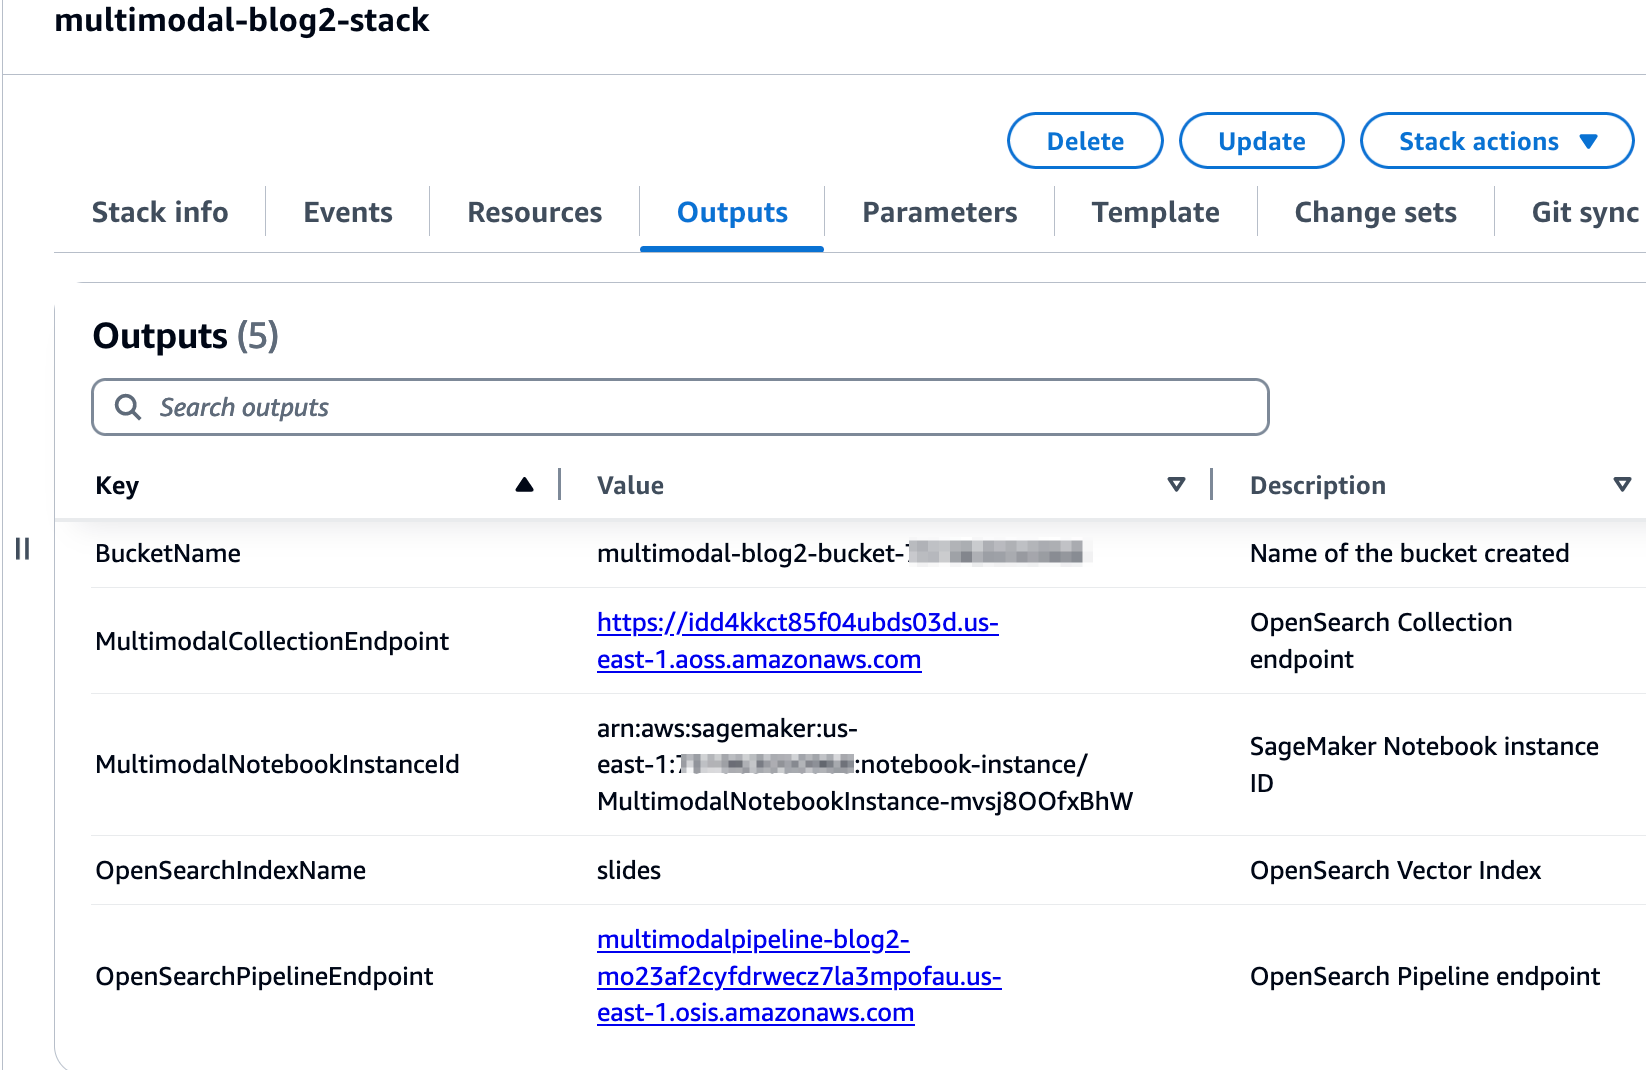 multimodal-blog2-stack
Delete
Update
Stack actions
Stack info
Events
Resources
Outputs
Parameters
Template
Change sets
Git sync
Outputs (5)
Search outputs
Key
Value
Description
BucketName
multimodal-blog2-bucket-
Name of the bucket created
MultimodalCollectionEndpoint
https://idd4kkct85f04ubds03d.us-
east-1.aoss.amazonaws.com
OpenSearch Collection
endpoint
MultimodalNotebookInstanceId
arn:aws:sagemaker:us-
east-1:
:notebook-instance/
MultimodalNotebookInstance-mvsj8OOfxBhW
SageMaker Notebook instance
ID
OpenSearchIndexName
slides
OpenSearch Vector Index
OpenSearchPipelineEndpoint
multimodalpipeline-blog2-
mo23af2cyfdrwecz7la3mpofau.us-
east-1.osis.amazonaws.com
OpenSearch Pipeline endpoint